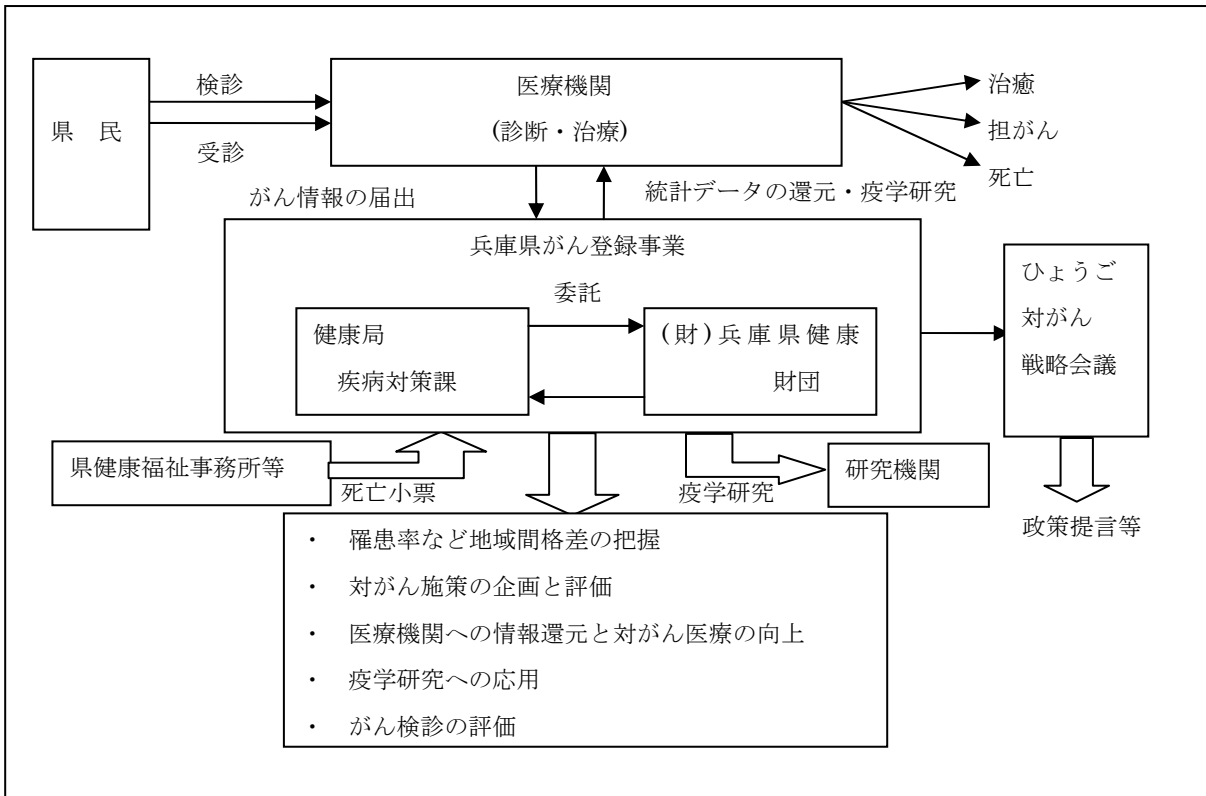 県 民
検診
受診
医療機関
(診断・治療)
治癒
担がん
死亡
がん情報の届出
統計データの還元・疫学研究
兵庫県がん登録事業
委託
健康局
疾病対策課
(財)兵庫県健康
財団
ひょうご
対がん
戦略会議
県健康福祉事務所等
死亡小票
疫学研究
研究機関
政策提言等
・ 罹患率など地域間格差の把握
・ 対がん施策の企画と評価
・ 医療機関への情報還元と対がん医療の向上
・ 疫学研究への応用
・ がん検診の評価